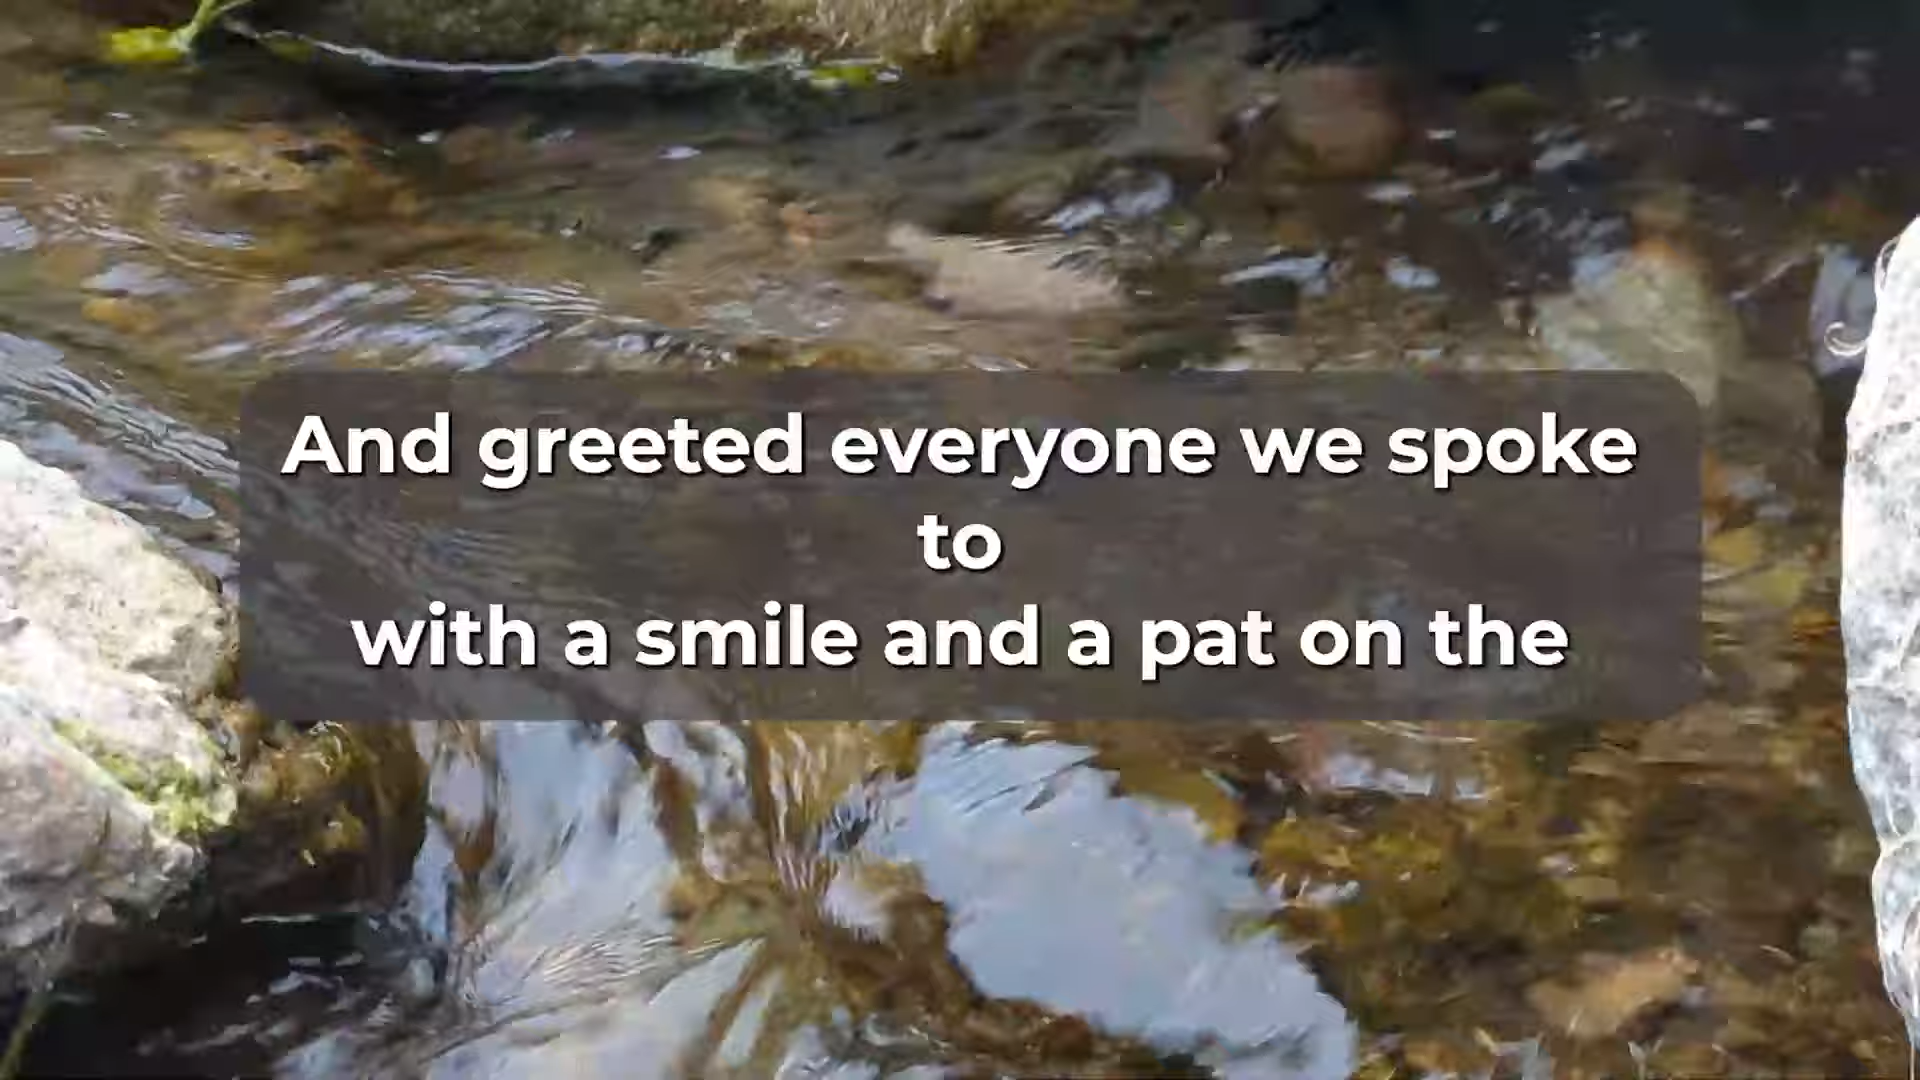 And greeted everyone we spoke
to
with a smile and a pat on the